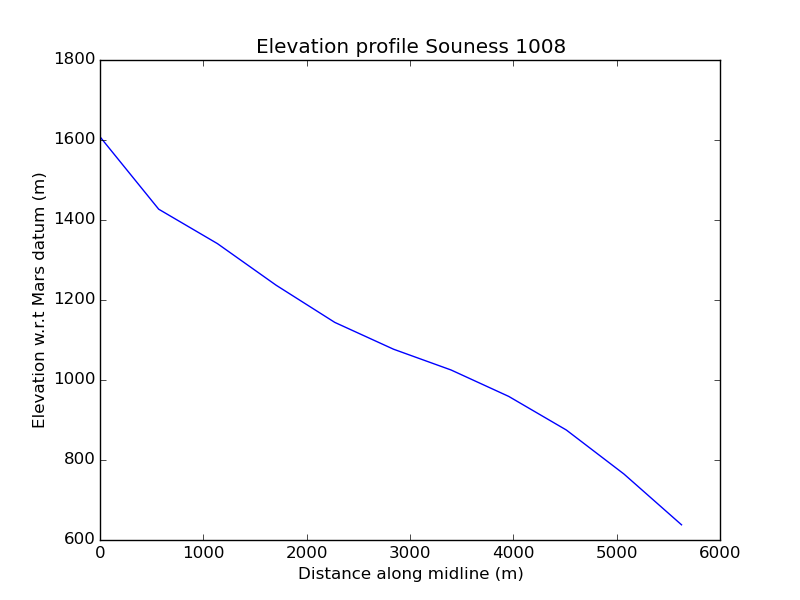 Elevation profile Souness 1008
1800
1600
1400
1200
1000
800
600
Elevation w.r.t Mars datum (m)
0 1000 2000 3000 4000 5000 6000
Distance along midline (m)